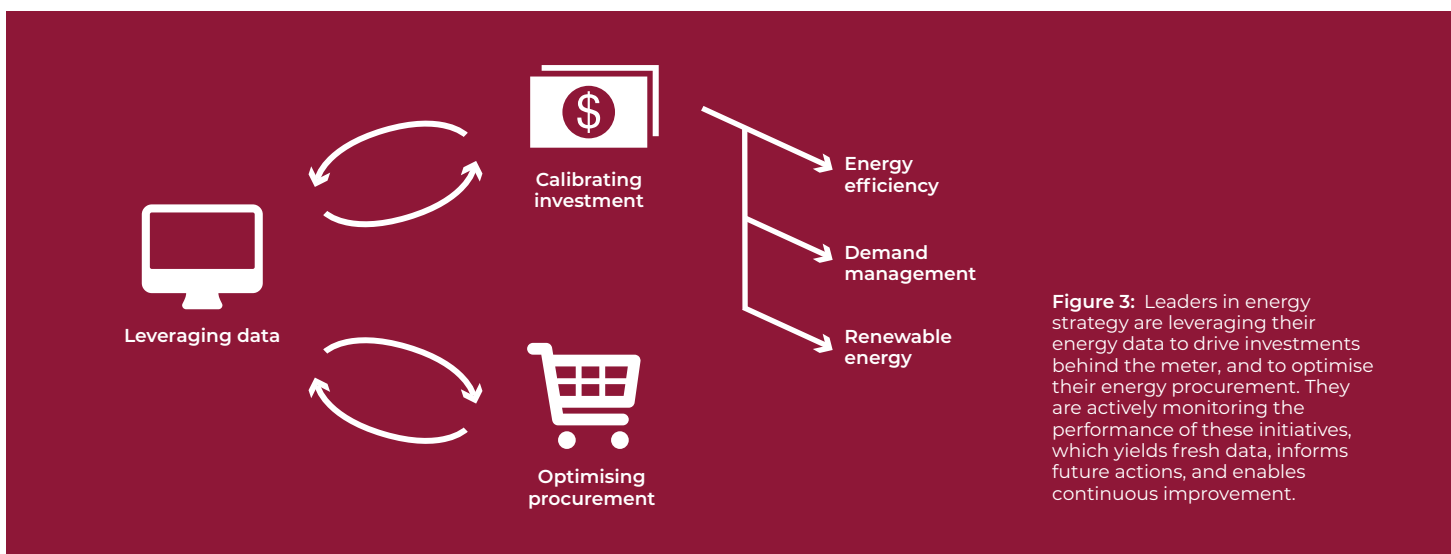 $
Calibrating
investment
Energy
efficiency
Demand
management
Renewable
energy
Leveraging data
Optimising
procurement
Figure 3: Leaders in energy
strategy are leveraging their
energy data to drive investments
behind the meter, and to optimise
their energy procurement. They
are actively monitoring the
performance of these initiatives,
which yields fresh data, informs
future actions, and enables
continuous improvement.